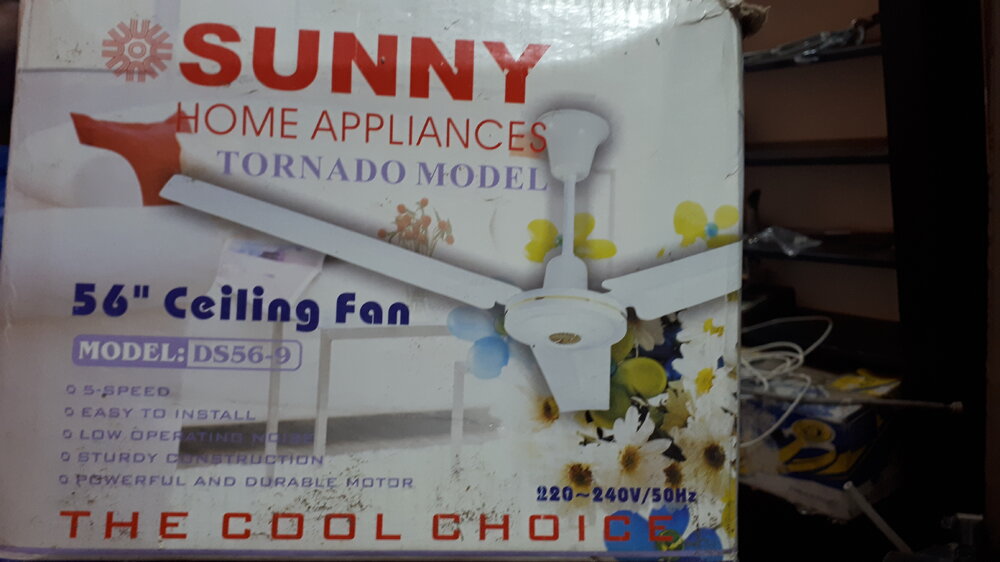 SUNNY
HOME APPLIANCES
TORNADO MODEL
56" Ceiling Fan
MODEL: DS56-9
5-SPEED
EASY TO INSTALL
LOW OPERATING NOISE
STURDY CONSTRUCTION
POWERFUL AND DURABLE MOTOR
220~240V/50Hz
THE COOL CHOICE